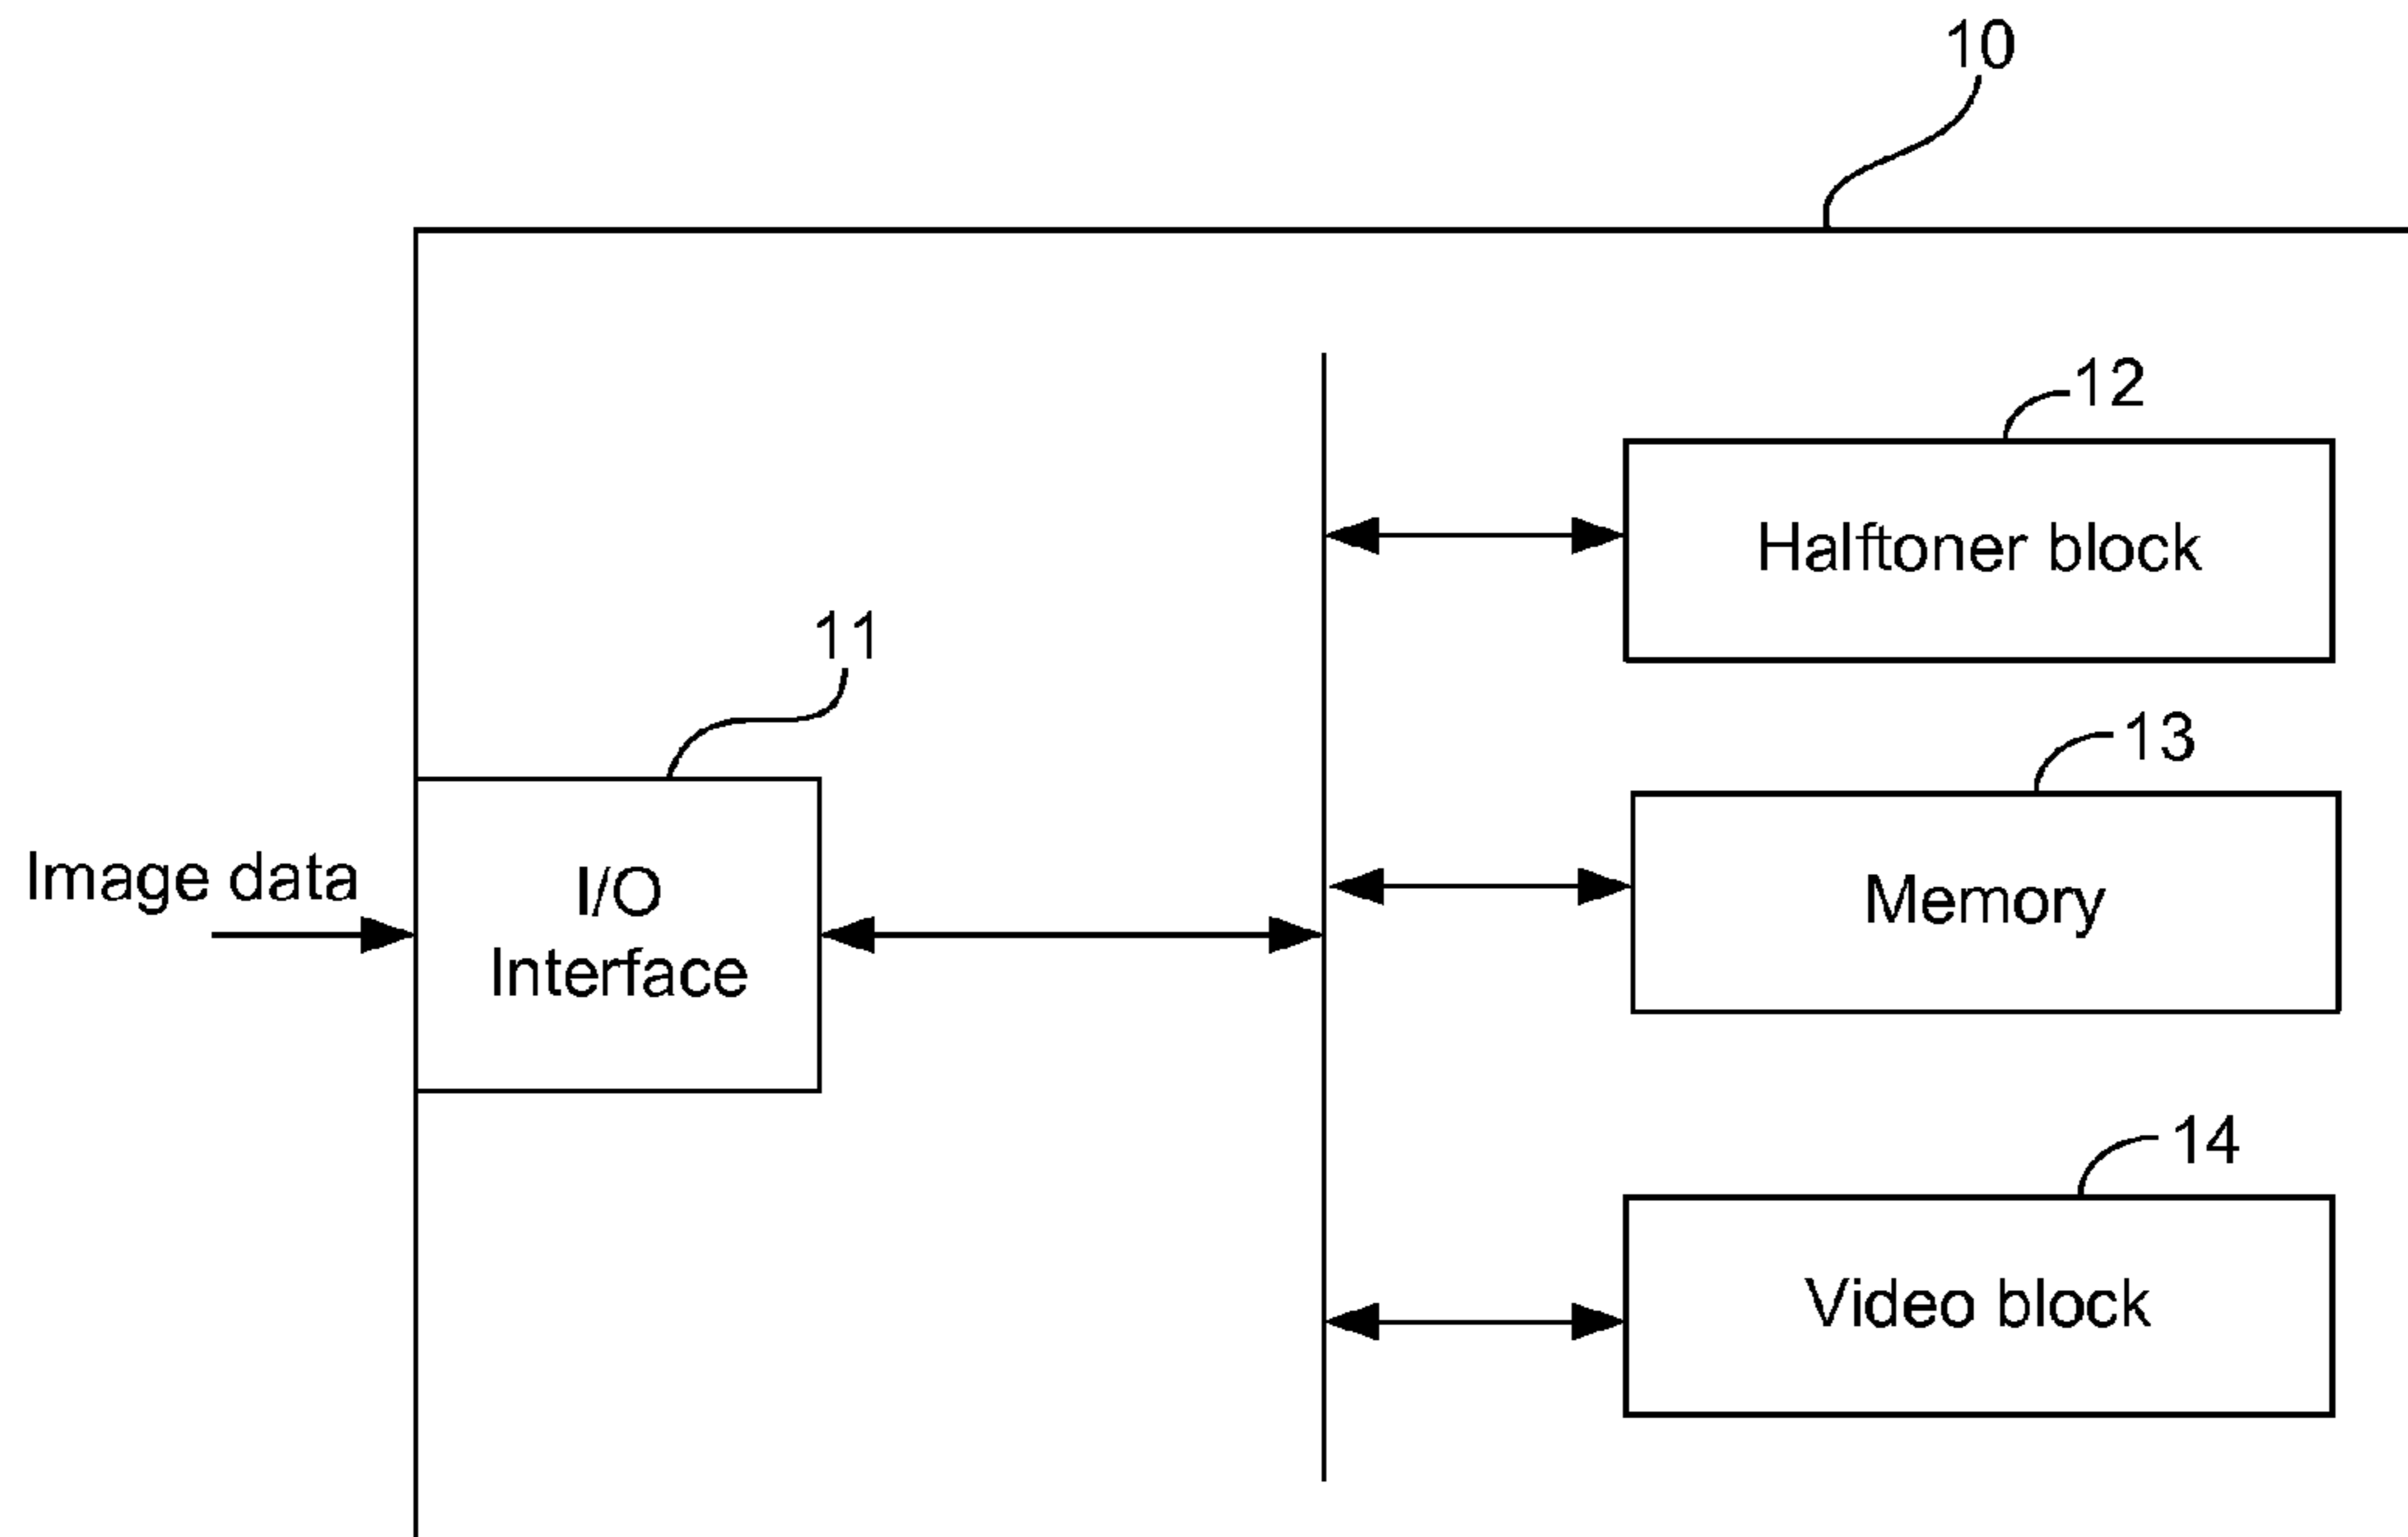 10
12
Halftoner block
11
13
Image data
I/O
Interface
Memory
14
Video block